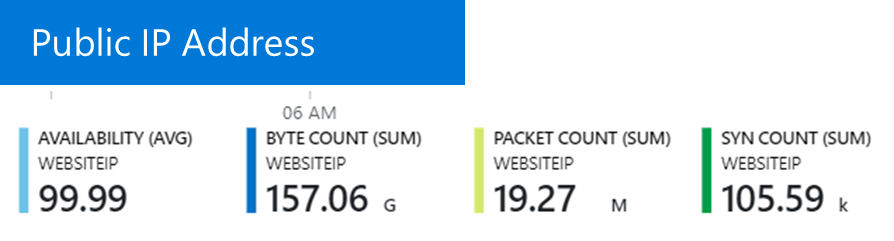 Public IP Address
06 AM
AVAILABILITY (AVG)
WEBSITEIP
99.99
BYTE COUNT (SUM)
WEBSITEIP
157.06 G
PACKET COUNT (SUM)
WEBSITEIP
19.27 M
SYN COUNT (SUM)
WEBSITEIP
105.59 k